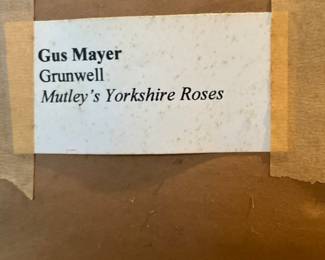 Gus Mayer
Grunwell
Mutley's Yorkshire Roses